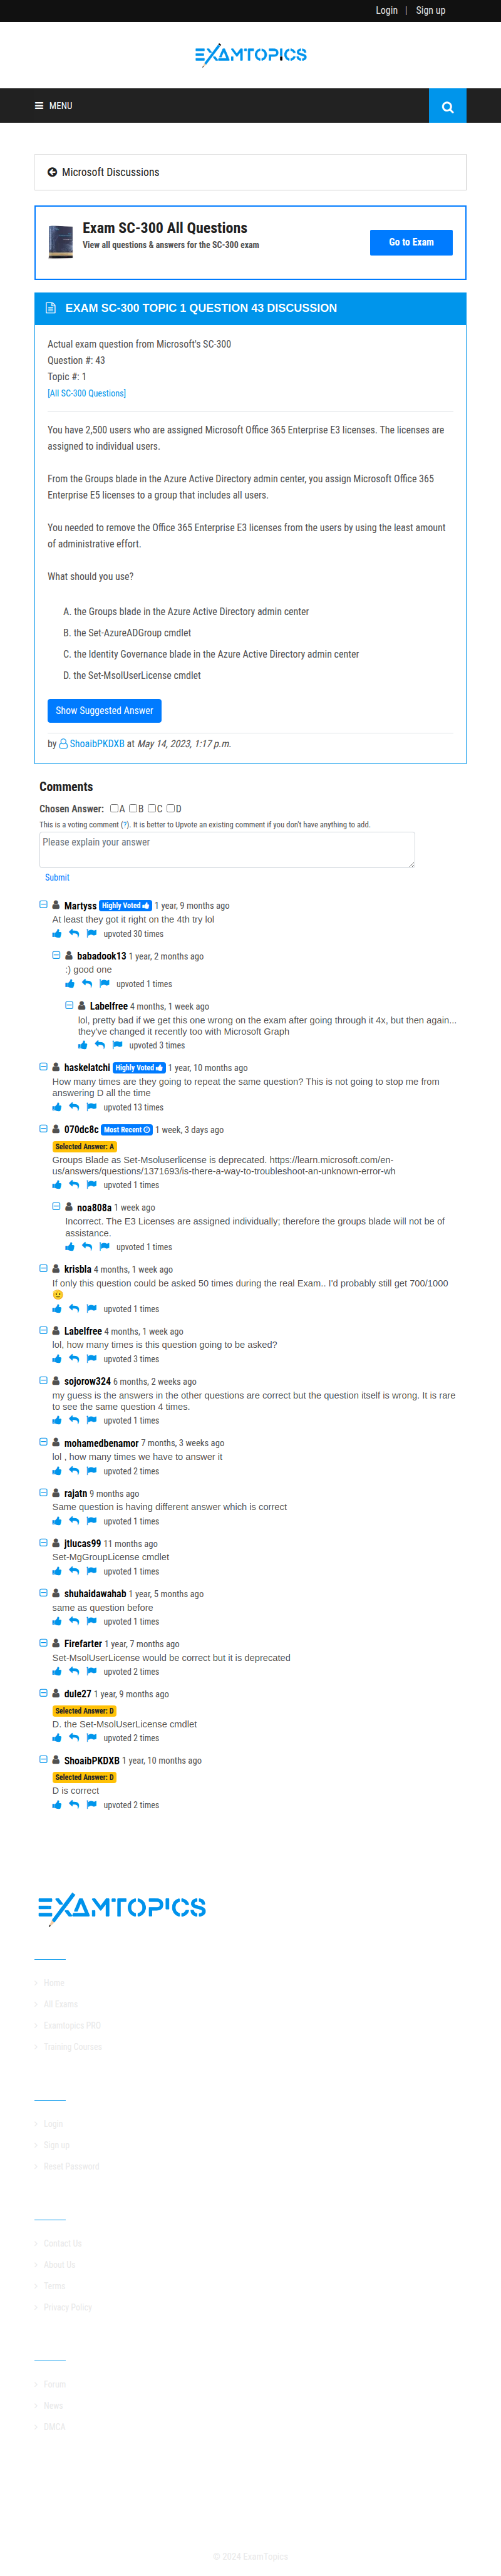 Login | Sign up
EXAMTOPICS
MENU
Microsoft Discussions
Exam SC-300 All Questions
View all questions & answers for the SC-300 exam
Go to Exam
EXAM SC-300 TOPIC 1 QUESTION 43 DISCUSSION
Actual exam question from Microsoft's SC-300
Question #: 43
Topic #: 1
[All SC-300 Questions]
You have 2,500 users who are assigned Microsoft Office 365 Enterprise E3 licenses. The licenses are
assigned to individual users.
From the Groups blade in the Azure Active Directory admin center, you assign Microsoft Office 365
Enterprise E5 licenses to a group that includes all users.
You needed to remove the Office 365 Enterprise E3 licenses from the users by using the least amount
of administrative effort.
What should you use?
A. the Groups blade in the Azure Active Directory admin center
B. the Set-AzureADGroup cmdlet
C. the Identity Governance blade in the Azure Active Directory admin center
D. the Set-MsolUserLicense cmdlet
Show Suggested Answer
by ShoaibPKDXB at May 14, 2023, 1:17 p.m.
Comments
Chosen Answer: A B C D
This is a voting comment (?). It is better to Upvote an existing comment if you don't have anything to add.
Please explain your answer
Submit
Martyss Highly Voted 1 year, 9 months ago
At least they got it right on the 4th try lol
upvoted 30 times
babadook13 1 year, 2 months ago
:) good one
upvoted 1 times
Labelfree 4 months, 1 week ago
lol, pretty bad if we get this one wrong on the exam after going through it 4x, but then again...
they've changed it recently too with Microsoft Graph
upvoted 3 times
haskelatchi Highly Voted 1 year, 10 months ago
How many times are they going to repeat the same question? This is not going to stop me from
answering D all the time
upvoted 13 times
070dc8c Most Recent 1 week, 3 days ago
Selected Answer: A
Groups Blade as Set-Msoluserlicense is deprecated. https://learn.microsoft.com/en-
us/answers/questions/1371693/is-there-a-way-to-troubleshoot-an-unknown-error-wh
upvoted 1 times
noa808a 1 week ago
Incorrect. The E3 Licenses are assigned individually; therefore the groups blade will not be of
assistance.
upvoted 1 times
krisbla 4 months, 1 week ago
If only this question could be asked 50 times during the real Exam.. I'd probably still get 700/1000
🙂
upvoted 1 times
Labelfree 4 months, 1 week ago
lol, how many times is this question going to be asked?
upvoted 3 times
sojorow324 6 months, 2 weeks ago
my guess is the answers in the other questions are correct but the question itself is wrong. It is rare
to see the same question 4 times.
upvoted 1 times
mohamedbenamor 7 months, 3 weeks ago
lol , how many times we have to answer it
upvoted 2 times
rajatn 9 months ago
Same question is having different answer which is correct
upvoted 1 times
jtlucas99 11 months ago
Set-MgGroupLicense cmdlet
upvoted 1 times
shuhaidawahab 1 year, 5 months ago
same as question before
upvoted 1 times
Firefarter 1 year, 7 months ago
Set-MsolUserLicense would be correct but it is deprecated
upvoted 2 times
dule27 1 year, 9 months ago
Selected Answer: D
D. the Set-MsolUserLicense cmdlet
upvoted 2 times
ShoaibPKDXB 1 year, 10 months ago
Selected Answer: D
D is correct
upvoted 2 times
EXAMTOPICS
Home
All Exams
Examtopics PRO
Training Courses
Login
Sign up
Reset Password
Contact Us
About Us
Terms
Privacy Policy
Forum
News
DMCA
© 2024 ExamTopics